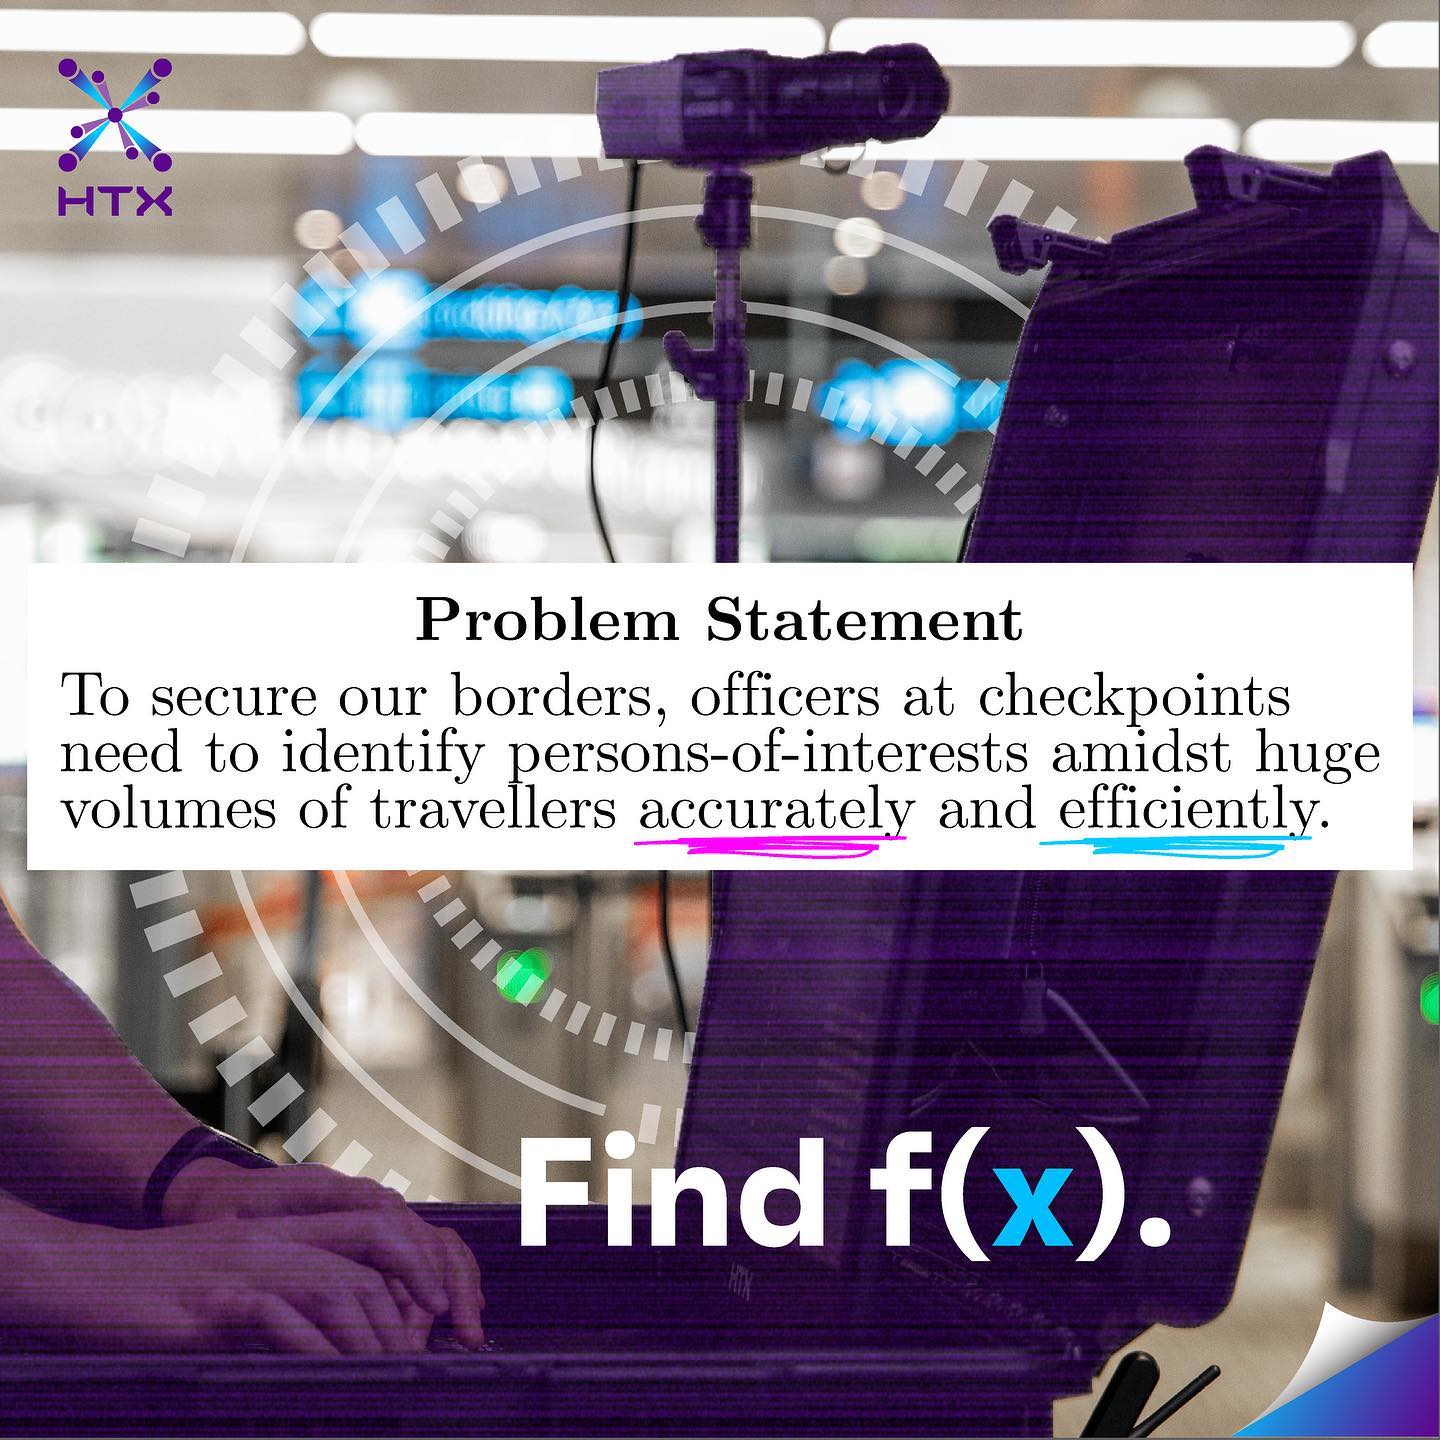 HTX
Problem Statement
To secure our borders, officers at checkpoints
need to identify persons-of-interests amidst huge
volumes of travellers accurately and efficiently.
Find f(x).
HTX